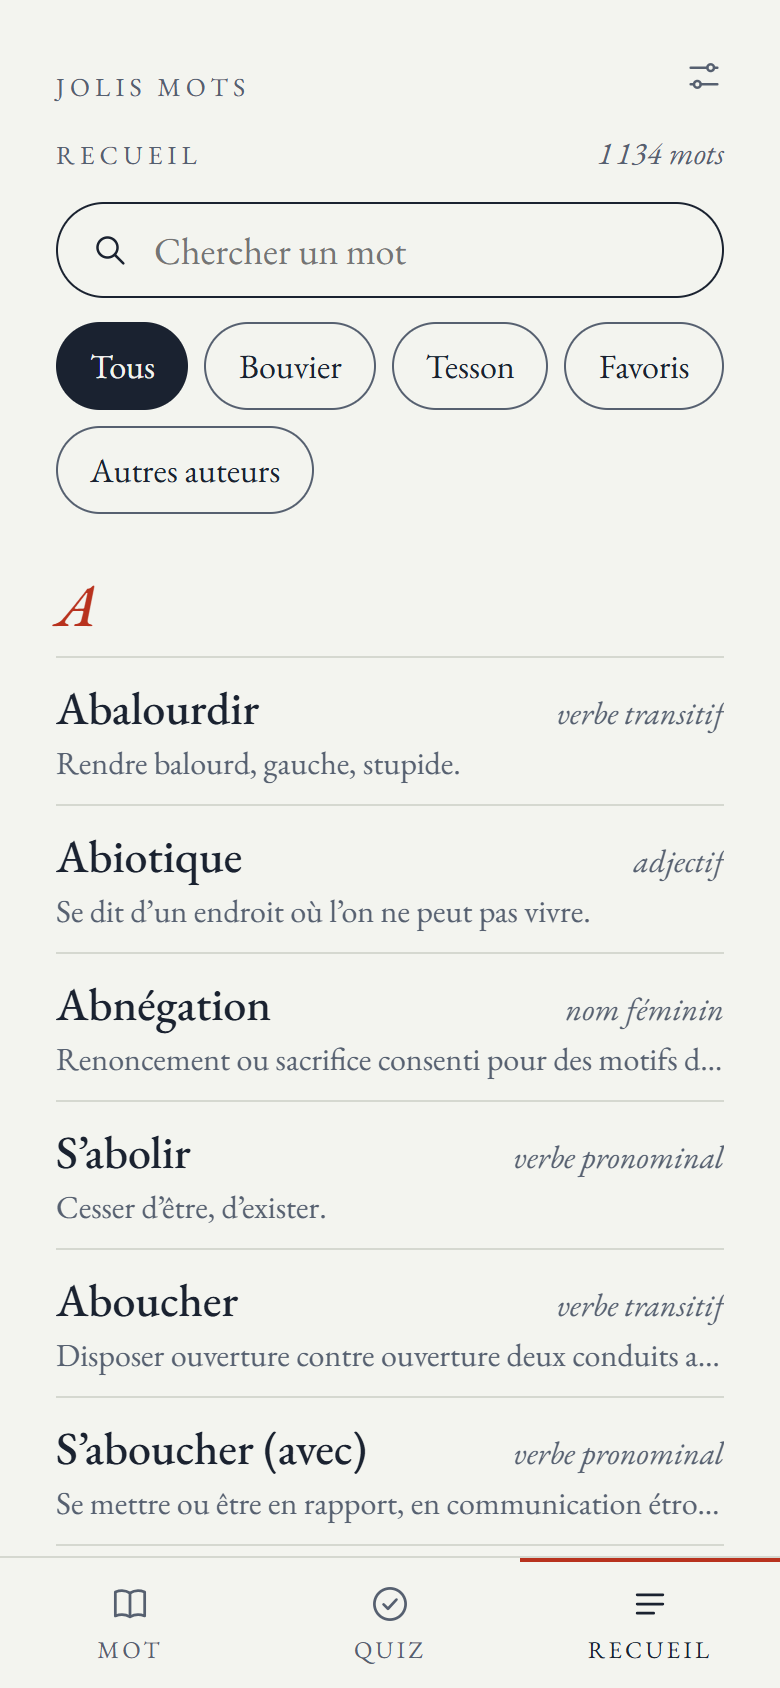 JOLIS MOTS
RECUEIL 1 134 mots
Chercher un mot
Tous Bouvier Tesson Favoris
Autres auteurs
A
Abalourdir verbe transitif
Rendre balourd, gauche, stupide.
Abiotique adjectif
Se dit d’un endroit où l’on ne peut pas vivre.
Abnégation nom féminin
Renoncement ou sacrifice consenti pour des motifs d…
S’abolir verbe pronominal
Cesser d’être, d’exister.
Aboucher verbe transitif
Disposer ouverture contre ouverture deux conduits a…
S’aboucher (avec) verbe pronominal
Se mettre ou être en rapport, en communication étro…
MOT QUIZ RECUEIL